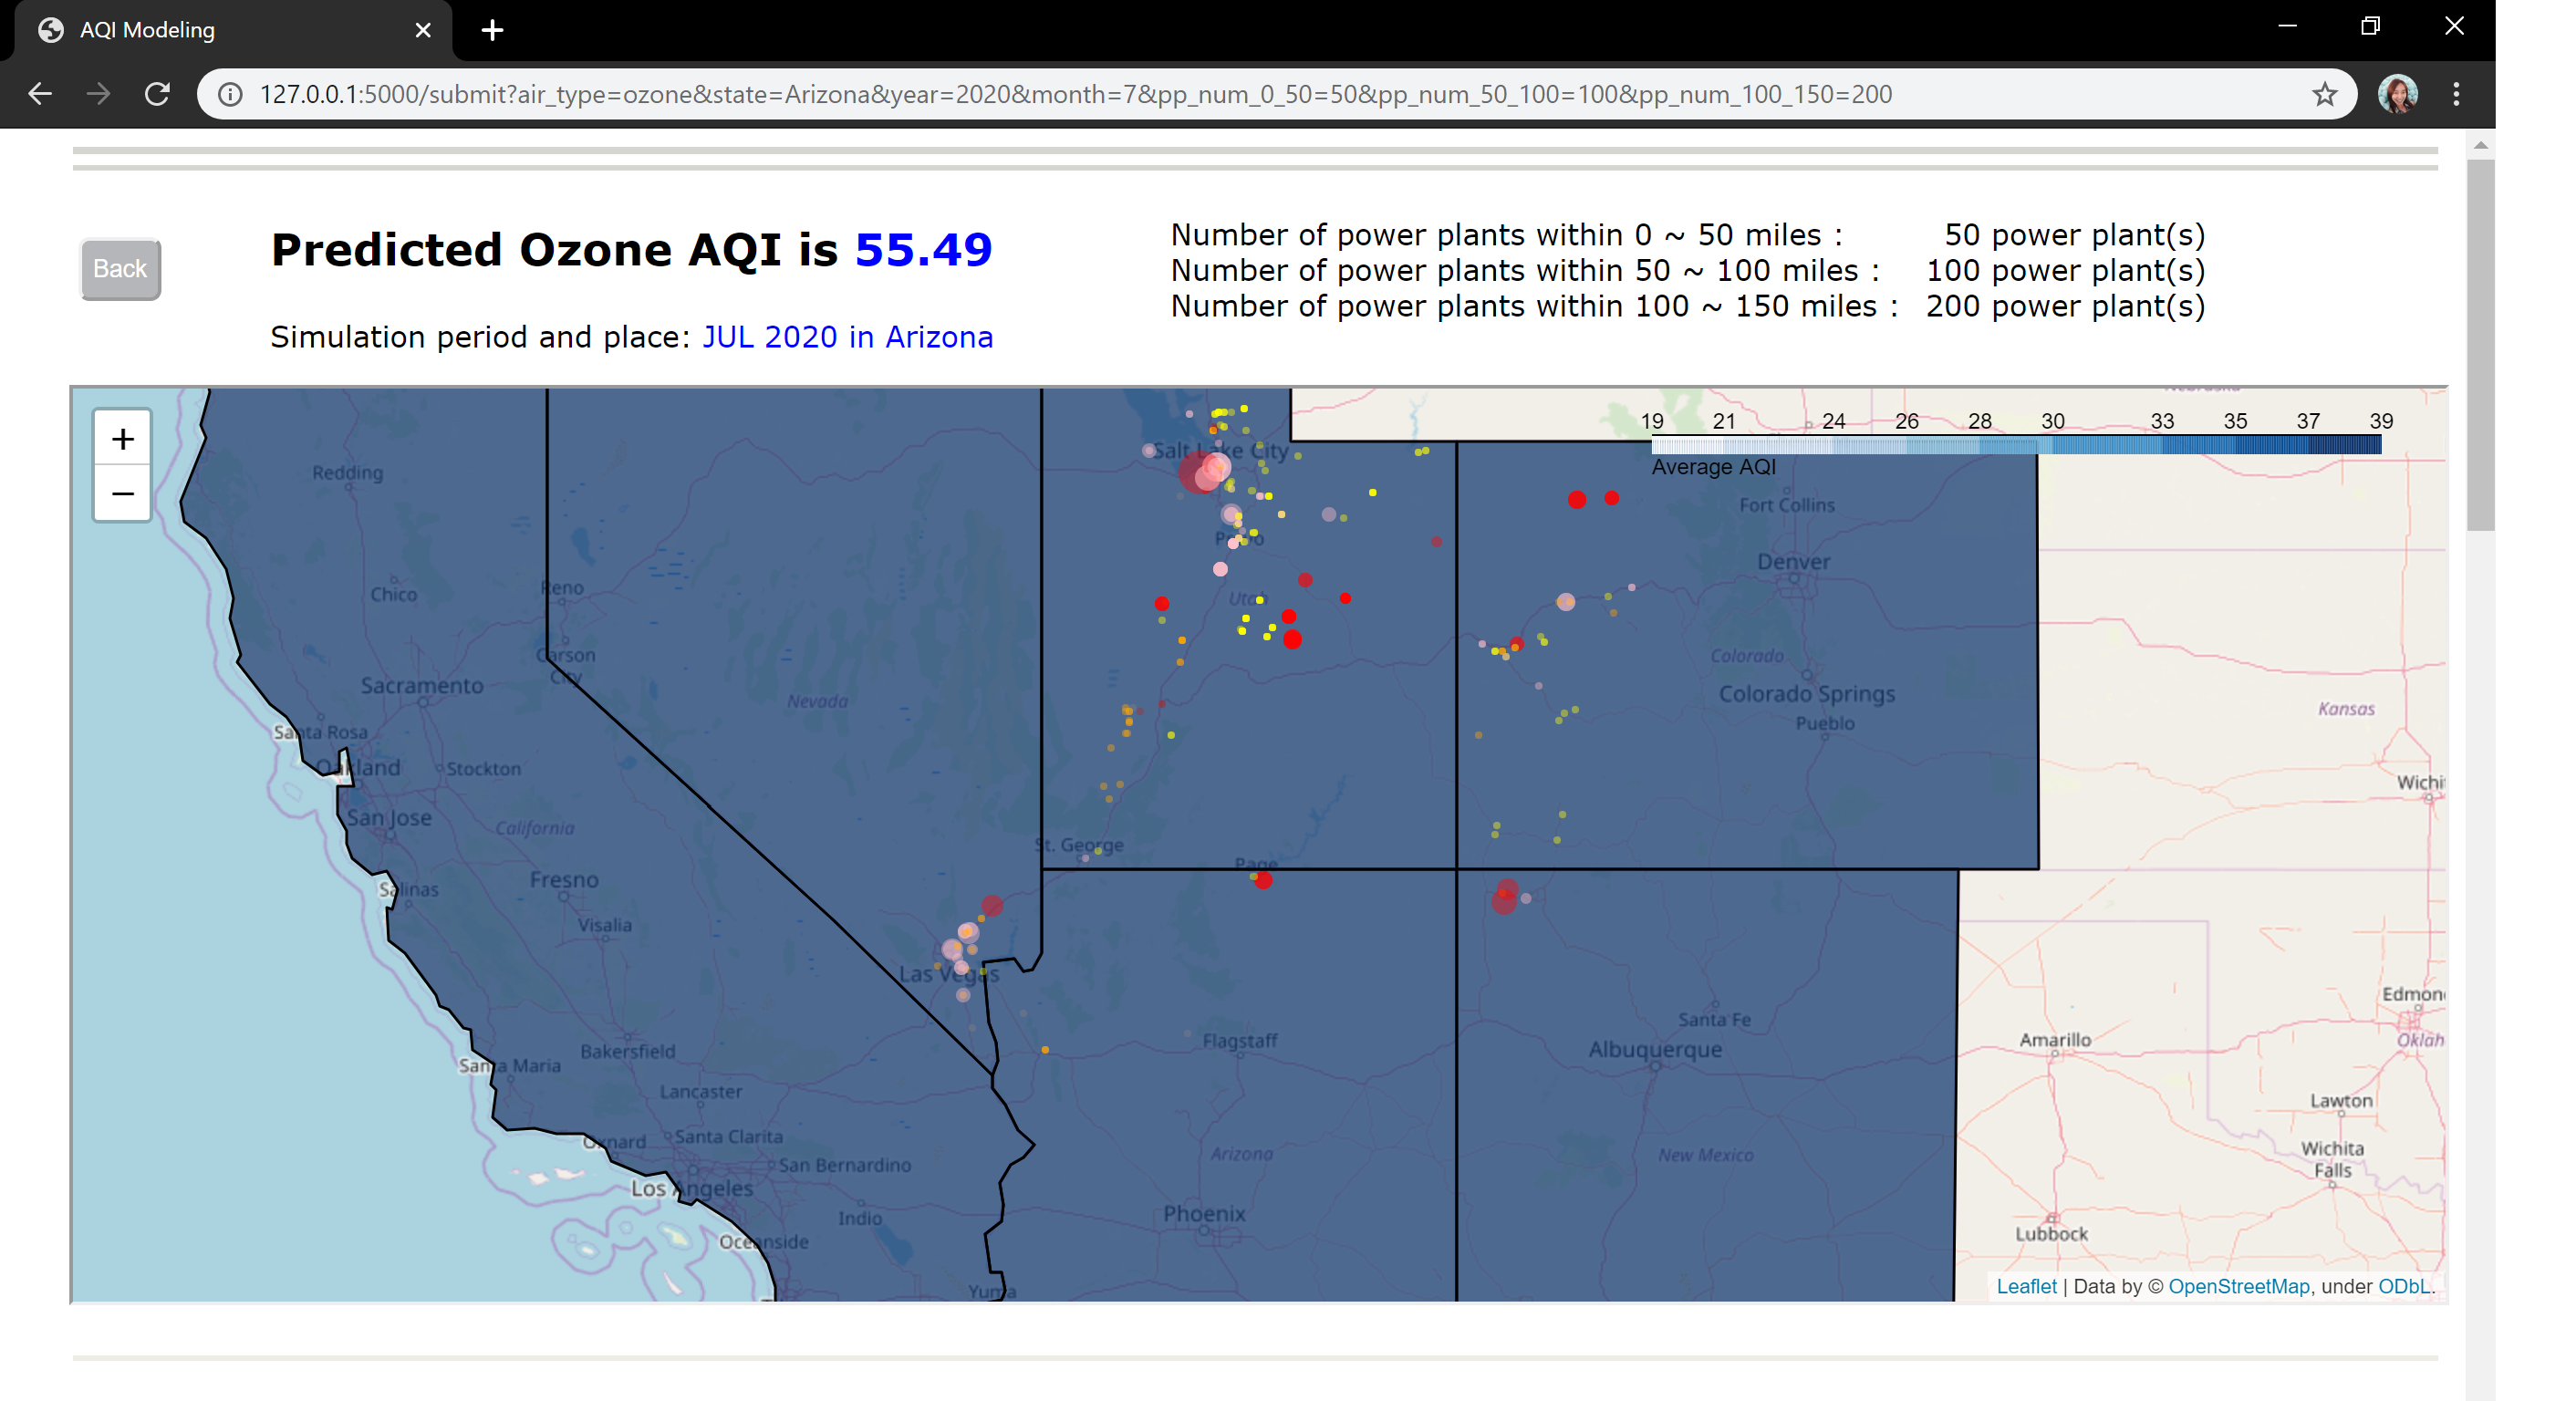 AQI Modeling
127.0.0.1:5000/submit?air_type=ozone&state=Arizona&year=2020&month=7&pp_num_0_50=50&pp_num_50_100=100&pp_num_100_150=200
Back
Predicted Ozone AQI is 55.49
Simulation period and place: JUL 2020 in Arizona
Number of power plants within 0 ~ 50 miles : 50 power plant(s)
Number of power plants within 50 ~ 100 miles : 100 power plant(s)
Number of power plants within 100 ~ 150 miles : 200 power plant(s)
+
−
19 21 24 26 28 30 33 35 37 39
Average AQI
Salt Lake City
Redding
Fort Collins
Provo
Denver
Chico
Reno
Utah
Carson
City
Colorado
Sacramento
Nevada
Colorado Springs
Kansas
Pueblo
Santa Rosa
Oakland
Stockton
Wichi
San Jose
California
St. George
Page
Fresno
Salinas
Visalia
Las Vegas
Edmon
Santa Fe
Flagstaff
Amarillo
Oklah
Albuquerque
Bakersfield
Santa Maria
Lancaster
Lawton
Oxnard
Santa Clarita
Arizona
New Mexico
Wichita
Falls
San Bernardino
Los Angeles
Indio
Phoenix
Lubbock
Oceanside
Yuma
Leaflet | Data by © OpenStreetMap, under ODbL.